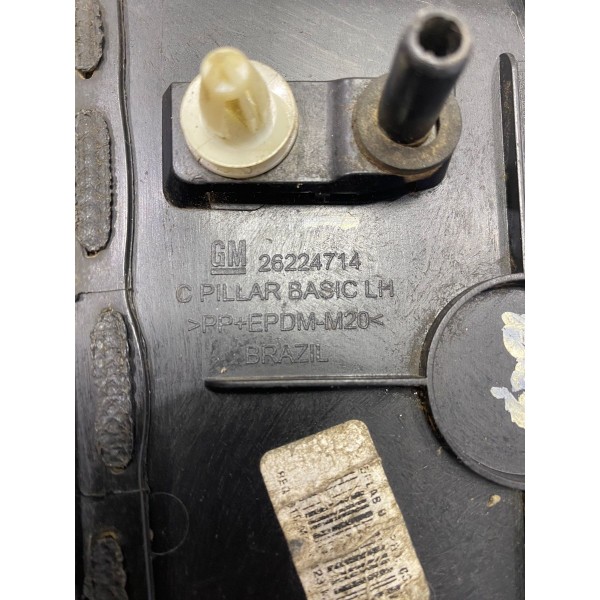 GM 26224714
C PILLAR BASIC LH
>PP+EPDM-M20<
BRAZIL